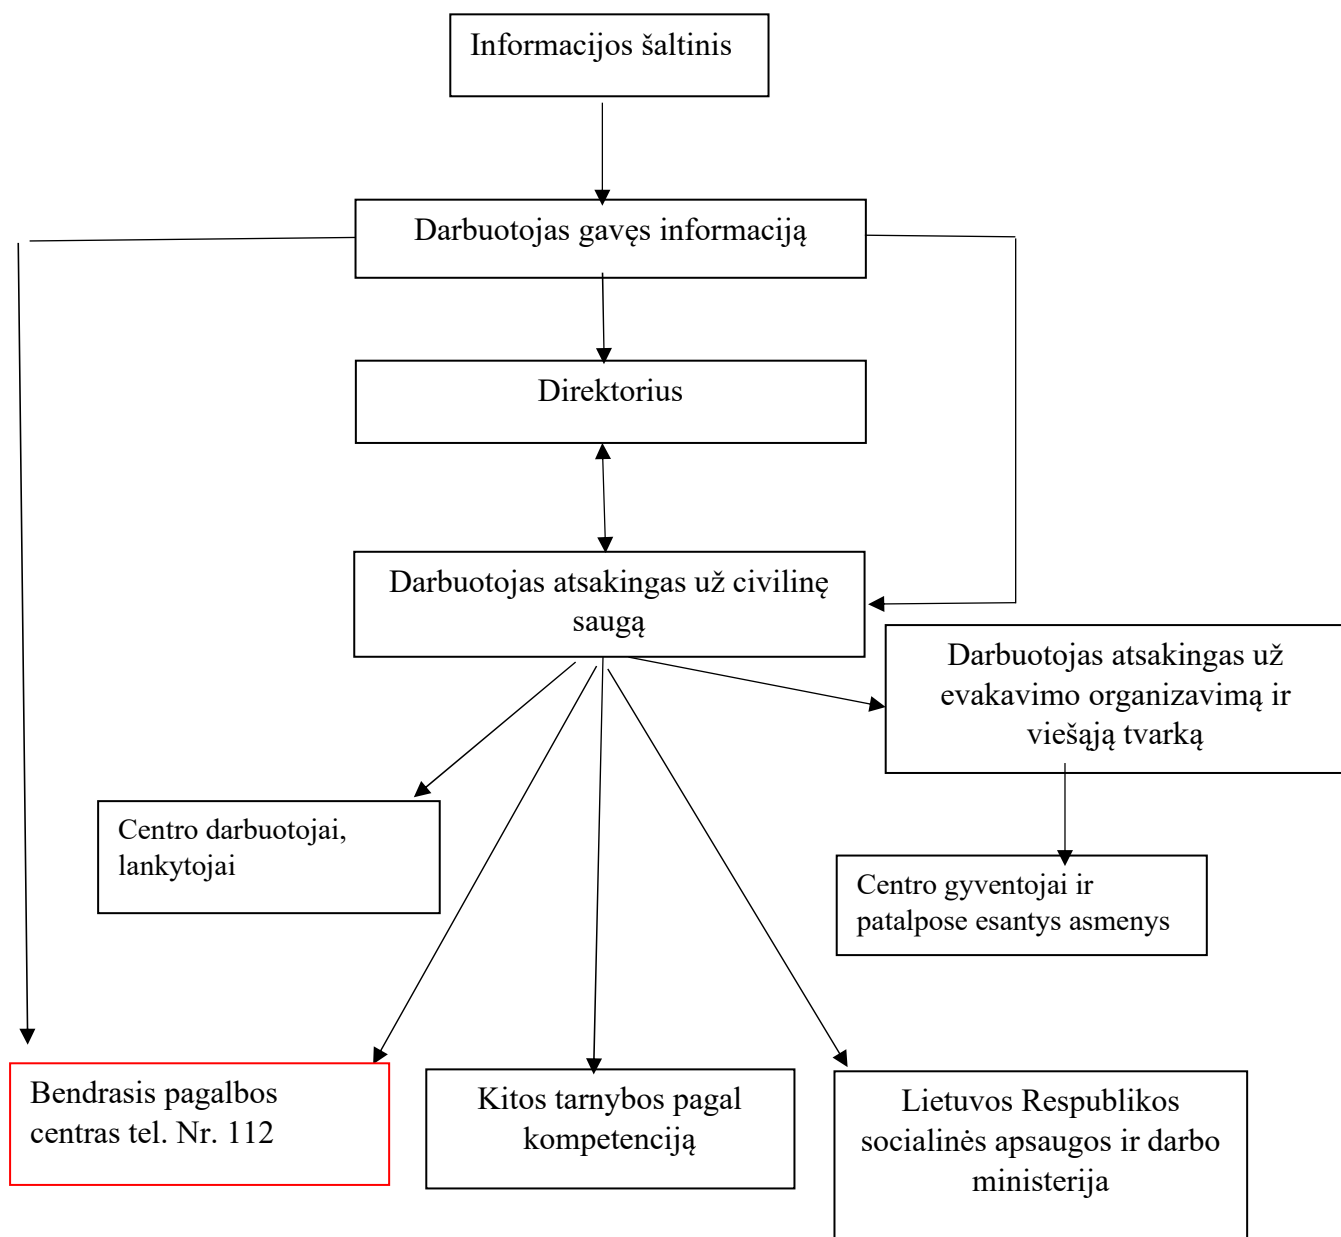 Informacijos šaltinis
Darbuotojas gavęs informaciją
Direktorius
Darbuotojas atsakingas už civilinę
saugą
Darbuotojas atsakingas už
evakavimo organizavimą ir
viešąją tvarką
Centro darbuotojai,
lankytojai
Centro gyventojai ir
patalpose esantys asmenys
Bendrasis pagalbos
centras tel. Nr. 112
Kitos tarnybos pagal
kompetenciją
Lietuvos Respublikos
socialinės apsaugos ir darbo
ministerija